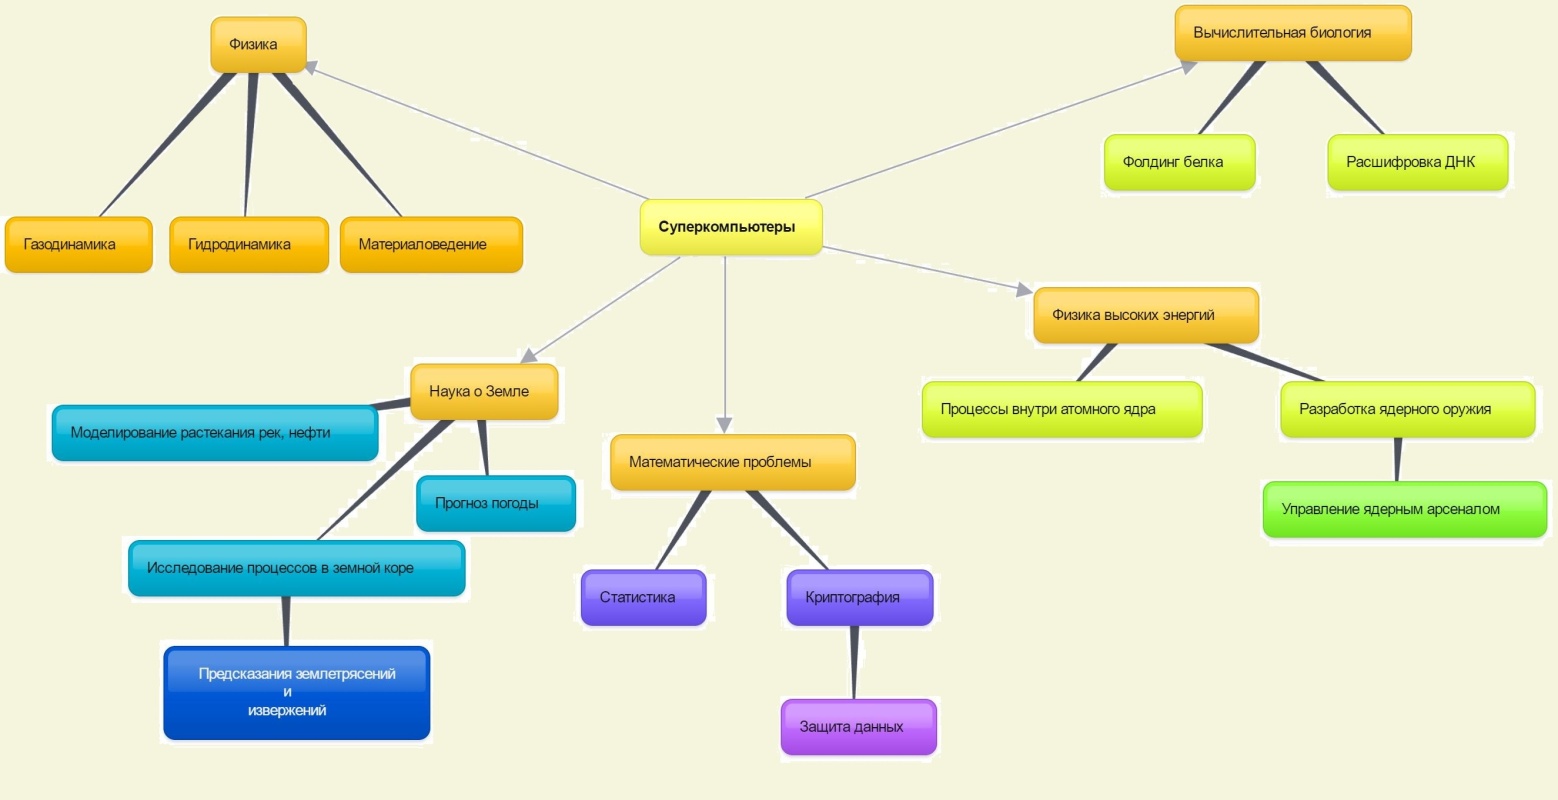 Физика
Вычислительная биология
Фолдинг белка
Расшифровка ДНК
Газодинамика
Гидродинамика
Материаловедение
Суперкомпьютеры
Физика высоких энергий
Процессы внутри атомного ядра
Разработка ядерного оружия
Управление ядерным арсеналом
Наука о Земле
Моделирование растекания рек, нефти
Прогноз погоды
Исследование процессов в земной коре
Предсказания землетрясений
и
извержений
Математические проблемы
Статистика
Криптография
Защита данных